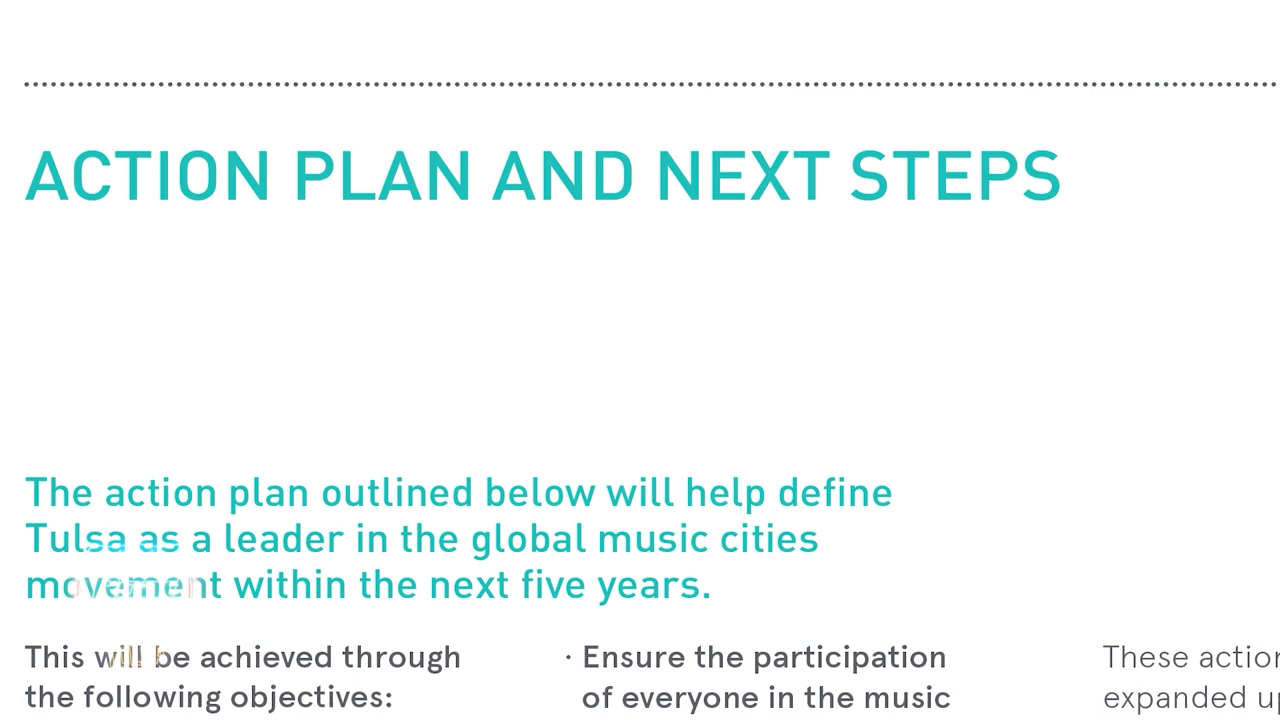 ACTION PLAN AND NEXT STEPS
The action plan outlined below will help define
Tulsa as a leader in the global music cities
movement within the next five years.
This will be achieved through
the following objectives:
· Ensure the participation
of everyone in the music
These
expanded